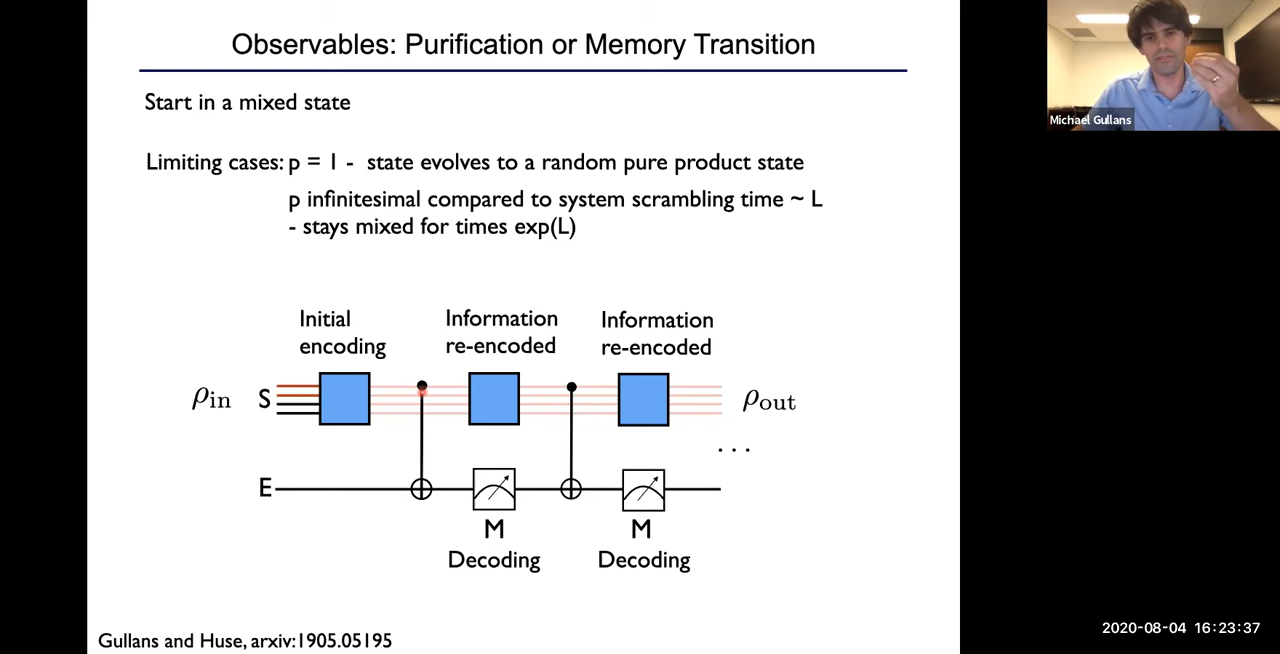 Observables: Purification or Memory Transition
Start in a mixed state
Limiting cases: p = 1 - state evolves to a random pure product state
p infinitesimal compared to system scrambling time ~ L
- stays mixed for times exp(L)
Initial
encoding
Information
re-encoded
Information
re-encoded
ρin S
ρout
. . .
E
M
Decoding
M
Decoding
Gullans and Huse, arxiv:1905.05195
Michael Gullans
2020-08-04 16:23:37